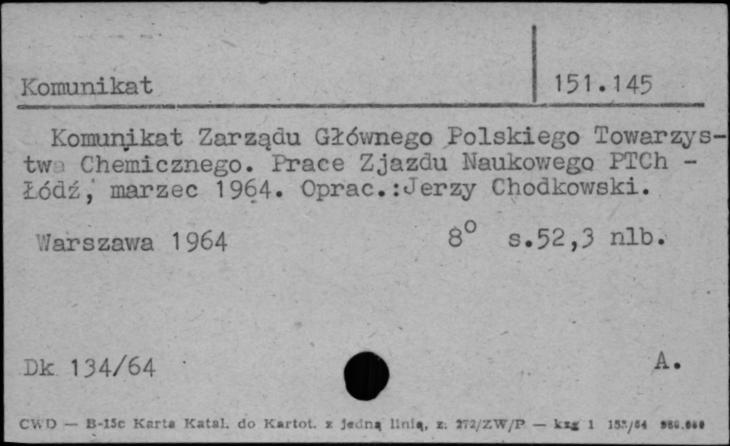 Komunikat 151.145
Komunikat Zarządu Głównego Polskiego Towarzys-
twa Chemicznego. Prace Zjazdu Naukowego PTCh -
Łódź, marzec 1964. Oprac.:Jerzy Chodkowski.
Warszawa 1964 8° s.52,3 nlb.
Dk 134/64 A.
CWD — B-15c Karta Katal. do Kartot. z jedną linią, z. 272/ZW/P — kzg 1